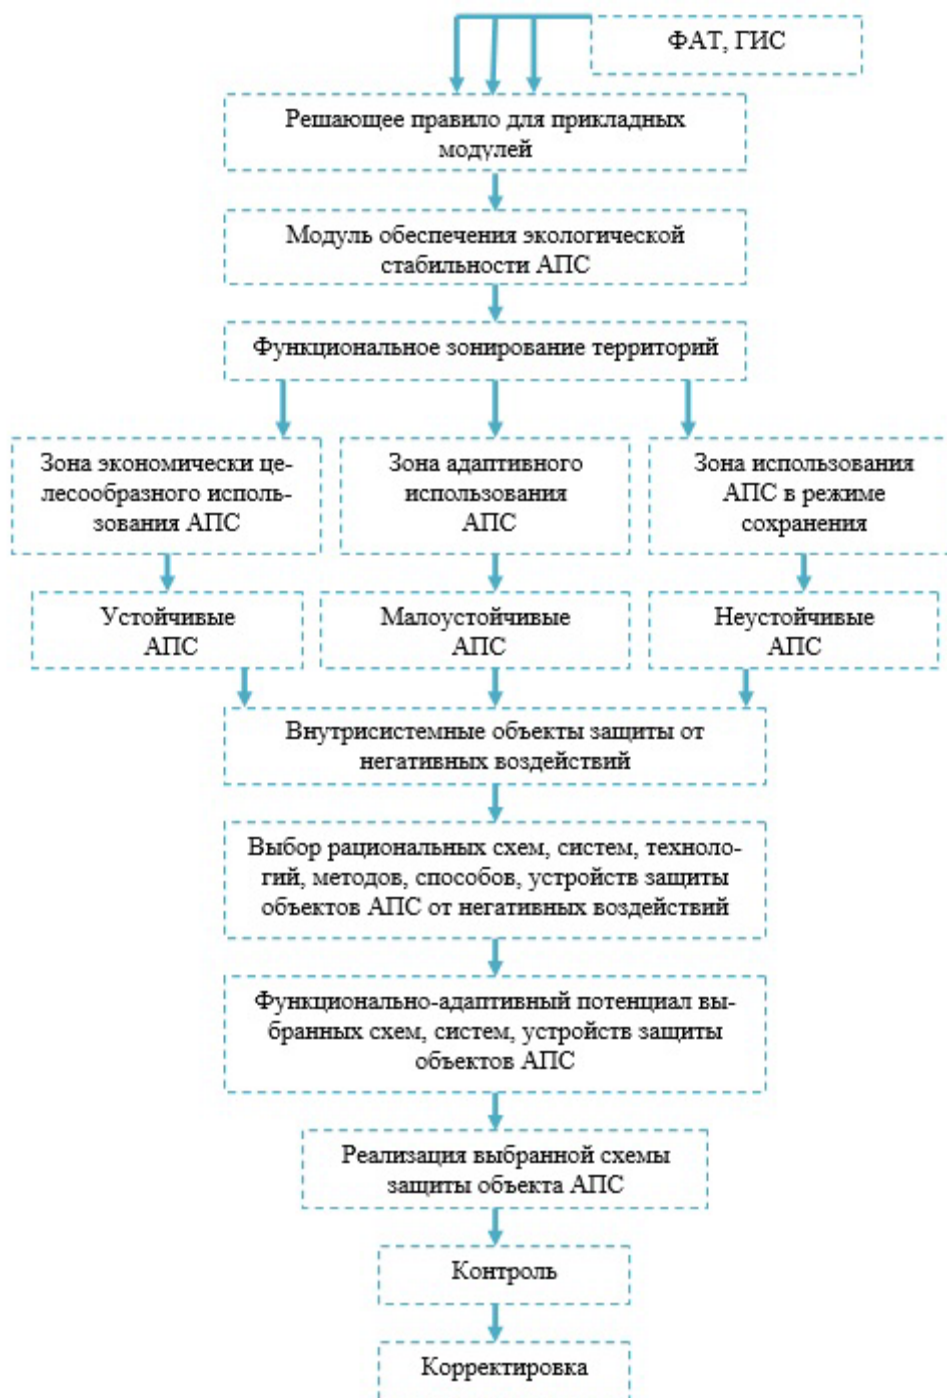 ФАТ, ГИС
Решающее правило для прикладных
модулей
Модуль обеспечения экологической
стабильности АПС
Функциональное зонирование территорий
Зона экономически це-
лесообразного исполь-
зования АПС
Зона адаптивного
использования
АПС
Зона использования
АПС в режиме
сохранения
Устойчивые
АПС
Малоустойчивые
АПС
Неустойчивые
АПС
Внутрисистемные объекты защиты от
негативных воздействий
Выбор рациональных схем, систем, техноло-
гий, методов, способов, устройств защиты
объектов АПС от негативных воздействий
Функционально-адаптивный потенциал вы-
бранных схем, систем, устройств защиты
объектов АПС
Реализация выбранной схемы
защиты объекта АПС
Контроль
Корректировка